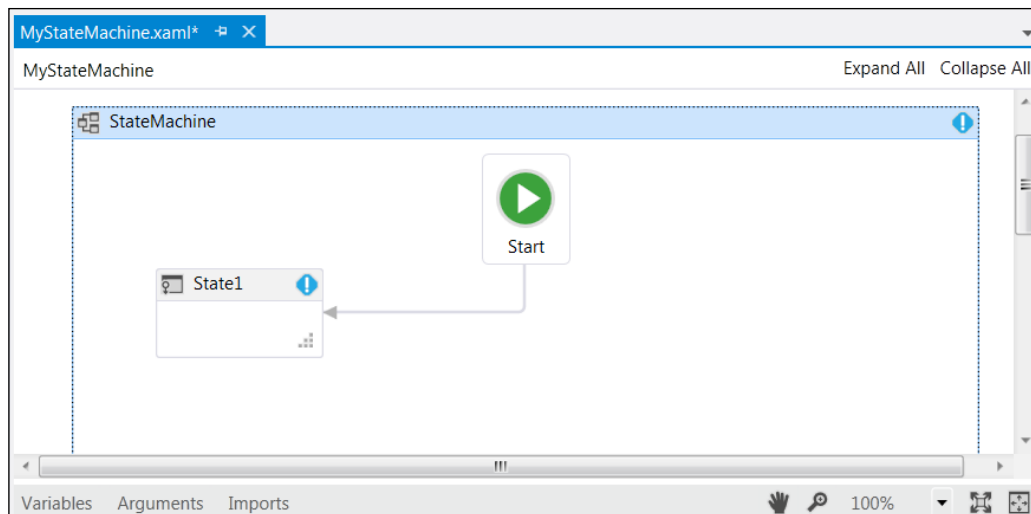 MyStateMachine.xaml*
MyStateMachine Expand All Collapse All
StateMachine
Start
State1
Variables Arguments Imports 100%